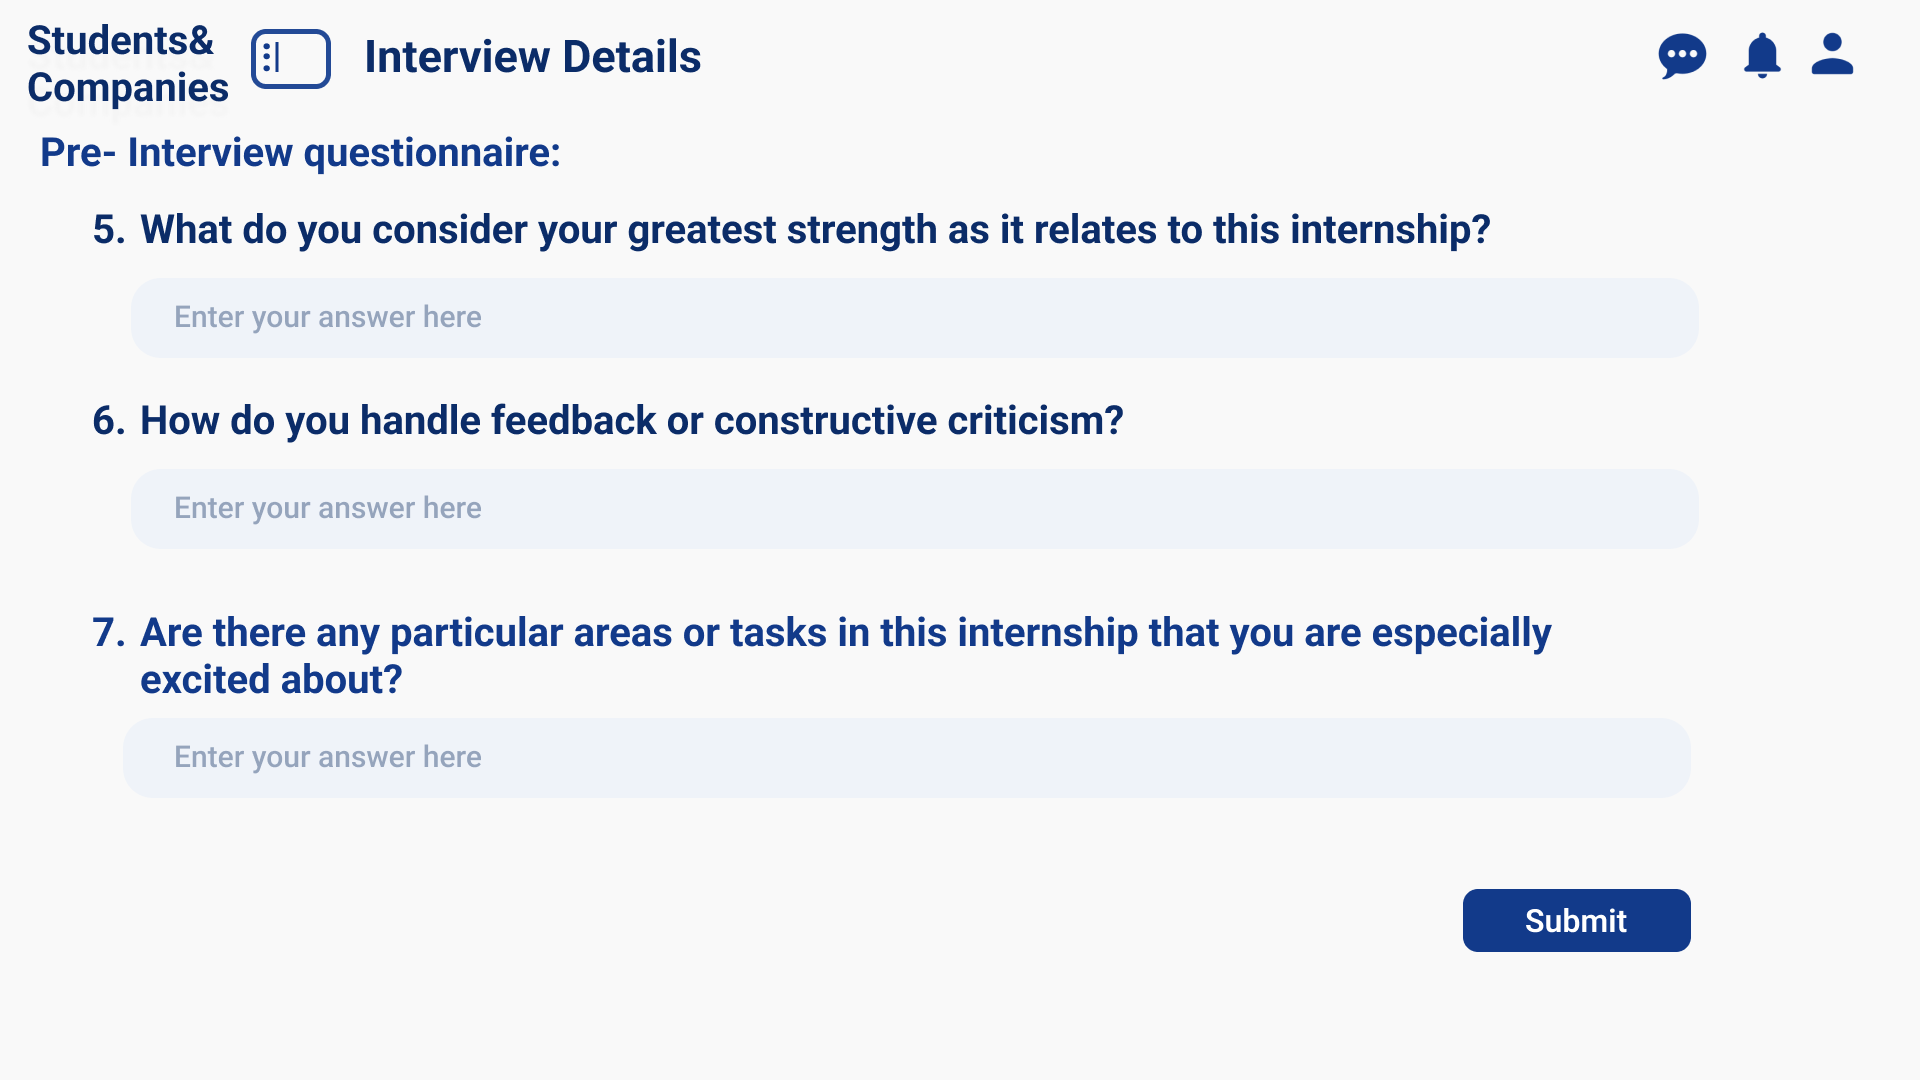 Students&
Companies
Interview Details
Pre- Interview questionnaire:
5. What do you consider your greatest strength as it relates to this internship?
Enter your answer here
6. How do you handle feedback or constructive criticism?
Enter your answer here
7. Are there any particular areas or tasks in this internship that you are especially
excited about?
Enter your answer here
Submit